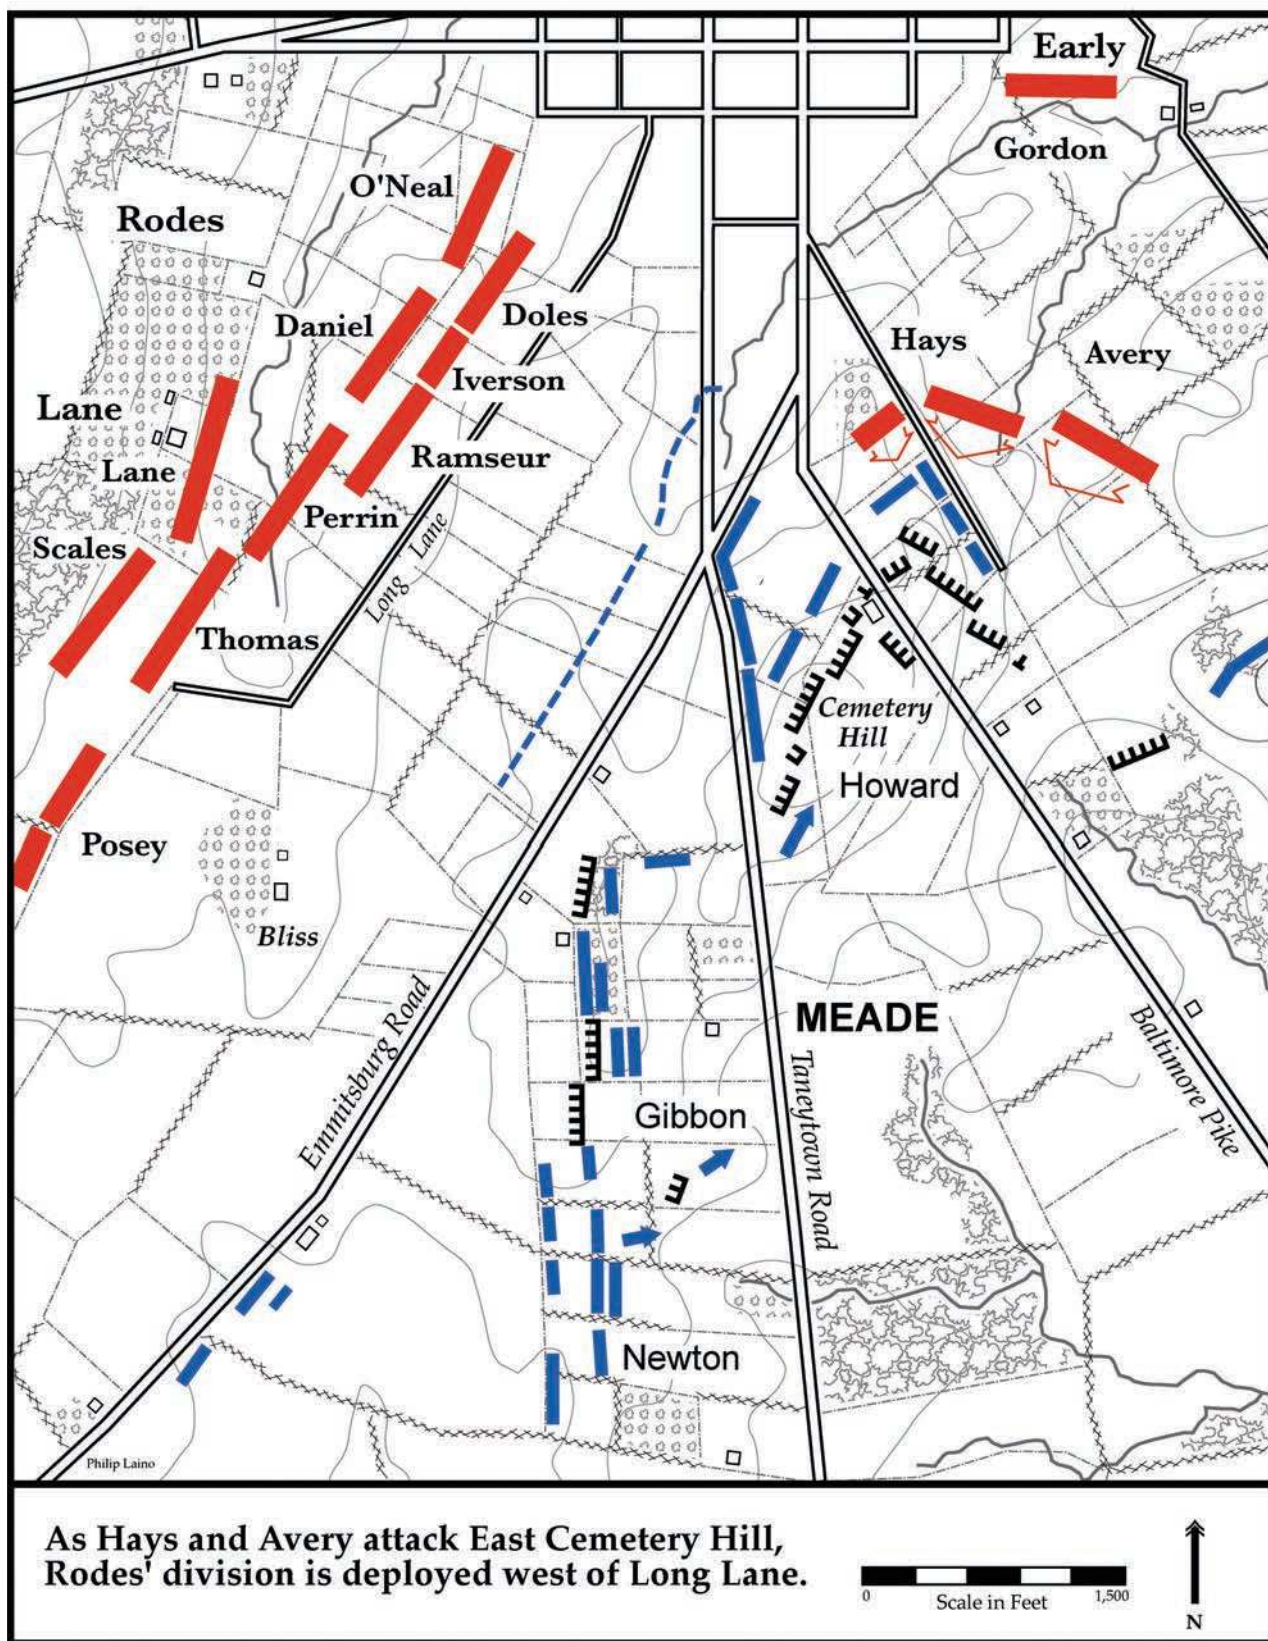 Early
Gordon
O'Neal
Rodes
Doles
Daniel
Hays
Avery
Iverson
Lane
Lane
Ramseur
Perrin
Long Lane
Scales
Thomas
Cemetery
Hill
Howard
Posey
Bliss
MEADE
Emmitsburg Road
Taneytown Road
Baltimore Pike
Gibbon
Newton
Philip Laino
As Hays and Avery attack East Cemetery Hill,
Rodes' division is deployed west of Long Lane.
0
1,500
Scale in Feet
N